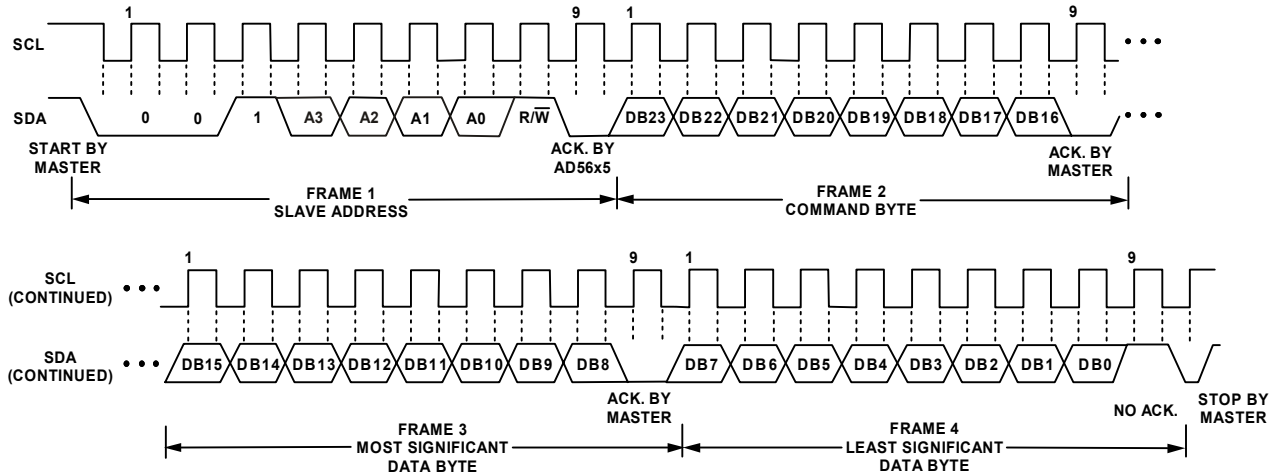 1 9 1 9
SCL
SDA 0 0 1 A3 A2 A1 A0 R/W̅ DB23 DB22 DB21 DB20 DB19 DB18 DB17 DB16
START BY
MASTER
ACK. BY
AD56x5
ACK. BY
MASTER
FRAME 1
SLAVE ADDRESS
FRAME 2
COMMAND BYTE
1 9 1 9
SCL
(CONTINUED)
SDA
(CONTINUED)
DB15 DB14 DB13 DB12 DB11 DB10 DB9 DB8 DB7 DB6 DB5 DB4 DB3 DB2 DB1 DB0
ACK. BY
MASTER
NO ACK.
STOP BY
MASTER
FRAME 3
MOST SIGNIFICANT
DATA BYTE
FRAME 4
LEAST SIGNIFICANT
DATA BYTE